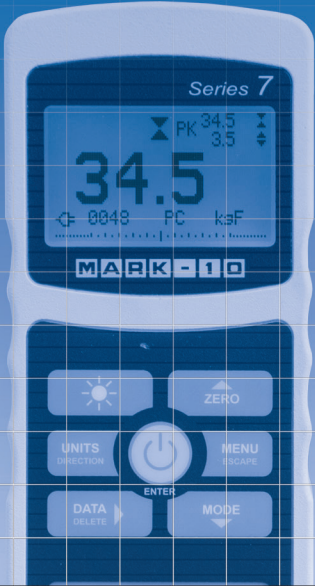 Series 7
PK 34.5
3.5
34.5
0048 PC ksF
MARK-10
ZERO
UNITS
DIRECTION
MENU
ESCAPE
ENTER
DATA
DELETE
MODE